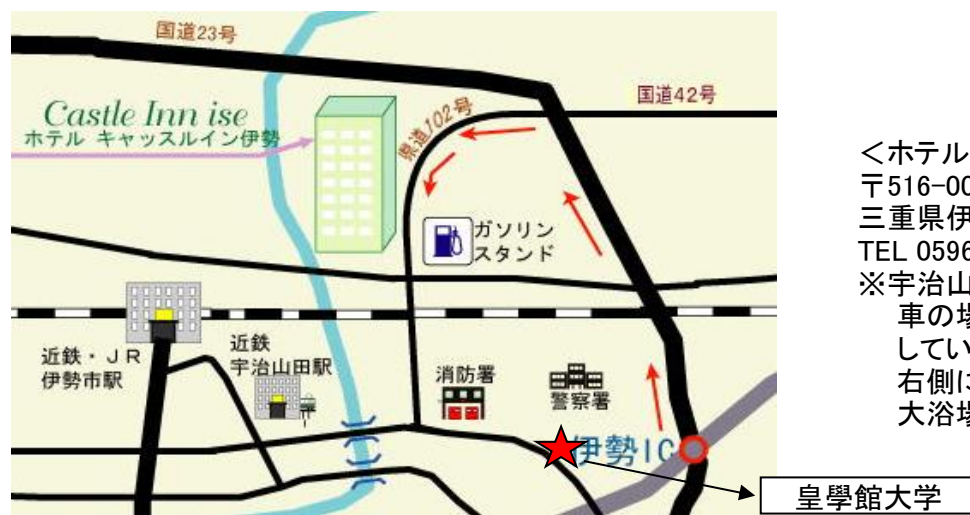 国道23号
国道42号
Castle Inn ise
ホテル キャッスルイン伊勢
県道102号
ガソリン
スタンド
近鉄・JR
伊勢市駅
近鉄
宇治山田駅
消防署
警察署
伊勢IC
皇學館大学
<ホテル
〒516-00
三重県伊
TEL 0596
※宇治山
車の場
してい
右側に
大浴場